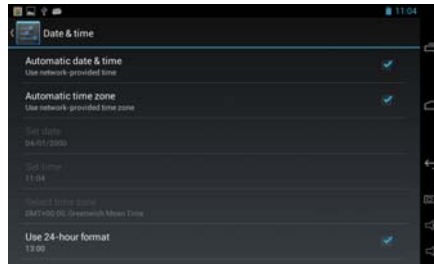 11:04
Date & time
Automatic date & time
Use network-provided time
Automatic time zone
Use network-provided time zone
Set date
04/01/2000
Set time
11:04
Select time zone
GMT+00:00, Greenwich Mean Time
Use 24-hour format
13:00